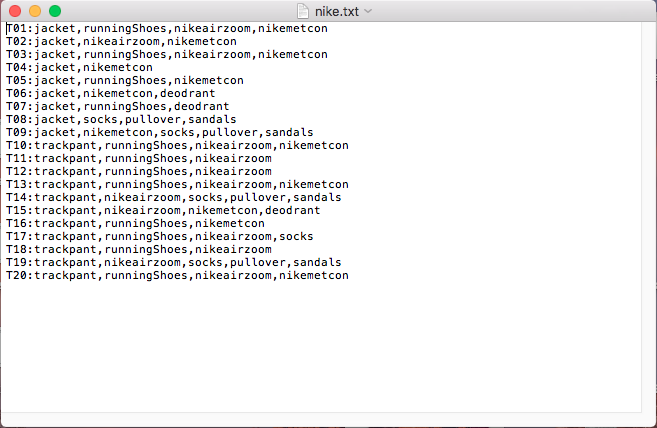 nike.txt
T01:jacket,runningShoes,nikeairzoom,nikemetcon
T02:jacket,nikeairzoom,nikemetcon
T03:jacket,runningShoes,nikeairzoom,nikemetcon
T04:jacket,nikemetcon
T05:jacket,runningShoes,nikemetcon
T06:jacket,nikemetcon,deodrant
T07:jacket,runningShoes,deodrant
T08:jacket,socks,pullover,sandals
T09:jacket,nikemetcon,socks,pullover,sandals
T10:trackpant,runningShoes,nikeairzoom,nikemetcon
T11:trackpant,runningShoes,nikeairzoom
T12:trackpant,runningShoes,nikeairzoom
T13:trackpant,runningShoes,nikeairzoom,nikemetcon
T14:trackpant,nikeairzoom,socks,pullover,sandals
T15:trackpant,nikeairzoom,nikemetcon,deodrant
T16:trackpant,runningShoes,nikemetcon
T17:trackpant,runningShoes,nikeairzoom,socks
T18:trackpant,runningShoes,nikeairzoom
T19:trackpant,nikeairzoom,socks,pullover,sandals
T20:trackpant,runningShoes,nikeairzoom,nikemetcon